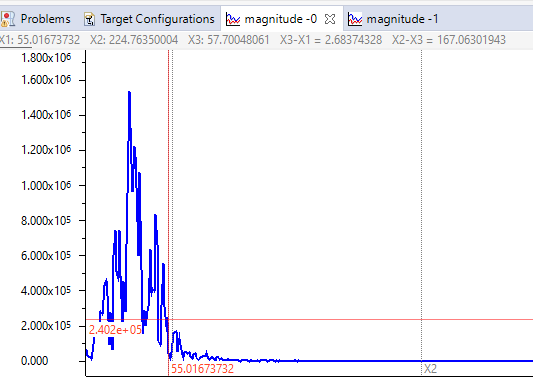 Problems Target Configurations magnitude -0 magnitude -1
X1: 55.01673732 X2: 224.76350004 X3: 57.70048061 X3-X1 = 2.68374328 X2-X3 = 167.06301943
1.800x10⁶
1.600x10⁶
1.400x10⁶
1.200x10⁶
1.000x10⁶
8.000x10⁵
6.000x10⁵
4.000x10⁵
2.000x10⁵
2.402e+05
0.000
55.01673732 X2